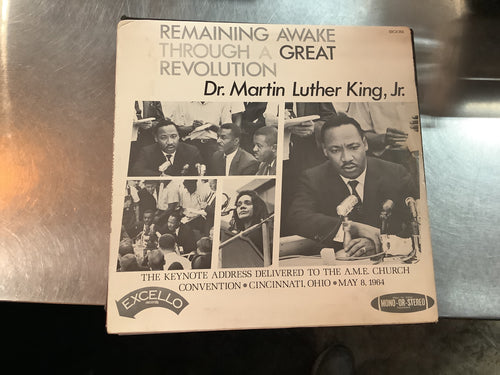 REMAINING AWAKE
THROUGH A GREAT
REVOLUTION
Dr. Martin Luther King, Jr.
THE KEYNOTE ADDRESS DELIVERED TO THE A.M.E. CHURCH
CONVENTION • CINCINNATI, OHIO • MAY 8, 1964
EXCELLO
MONO-OR-STEREO